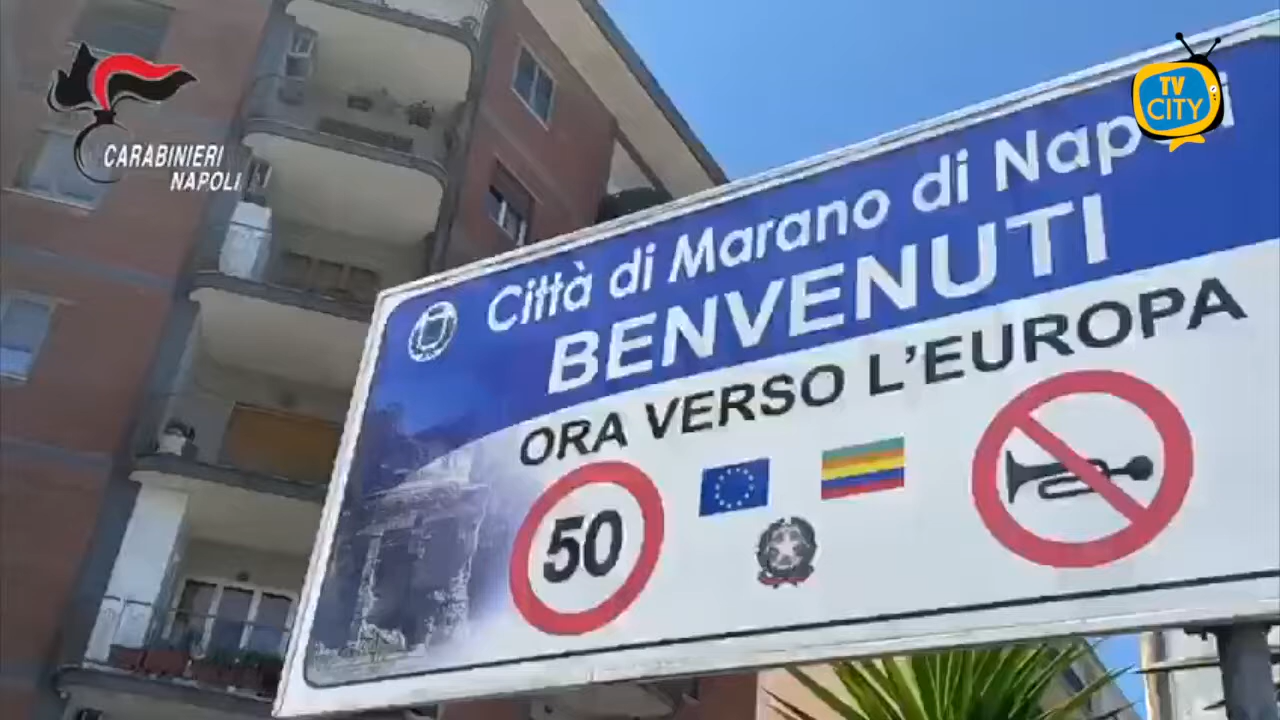 CARABINIERI
NAPOLI
TV
CITY
Città di Marano di Napoli
BENVENUTI
ORA VERSO L'EUROPA
50